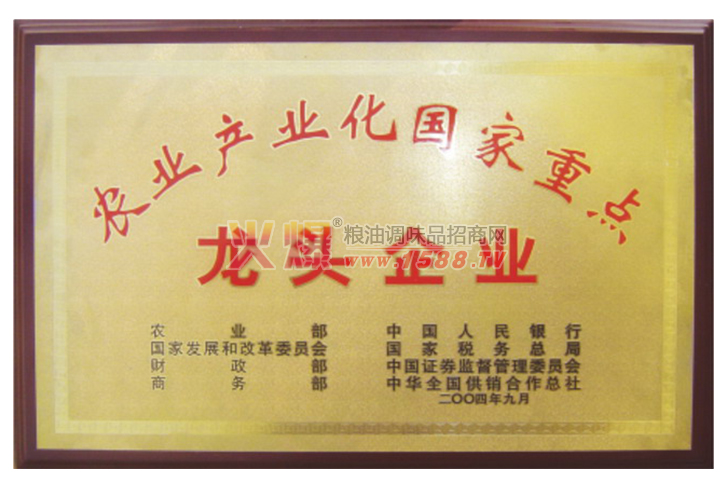 农业产业化国家重点
龙头企业
火爆®粮油调味品招商网
www.1588.tv
农业部 中国人民银行
国家发展和改革委员会 国家税务总局
财政部 中国证券监督管理委员会
商务部 中华全国供销合作总社
二〇〇四年九月